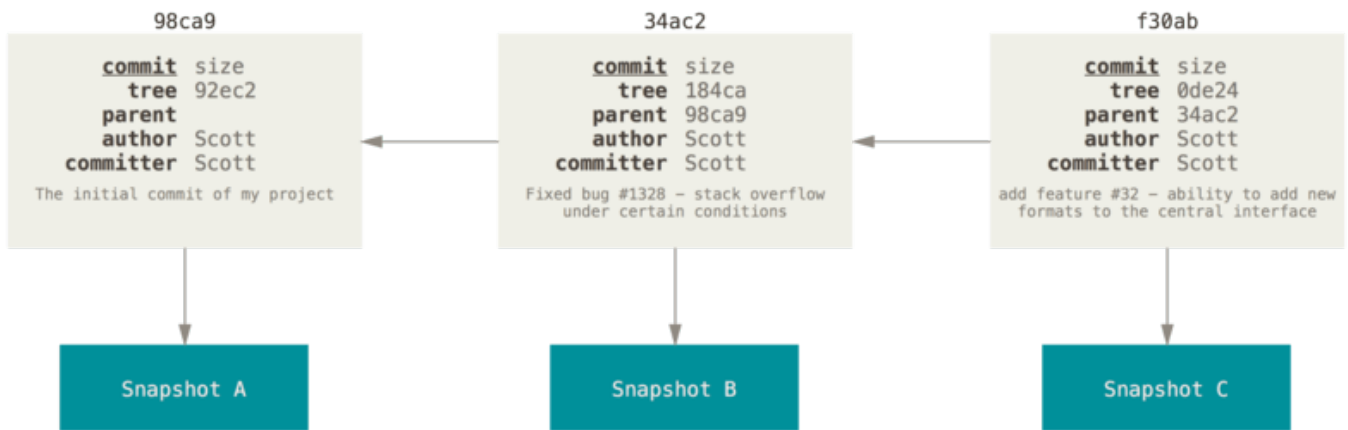 98ca9
commit size
tree 92ec2
parent
author Scott
committer Scott
The initial commit of my project
Snapshot A
34ac2
commit size
tree 184ca
parent 98ca9
author Scott
committer Scott
Fixed bug #1328 – stack overflow
under certain conditions
Snapshot B
f30ab
commit size
tree 0de24
parent 34ac2
author Scott
committer Scott
add feature #32 – ability to add new
formats to the central interface
Snapshot C